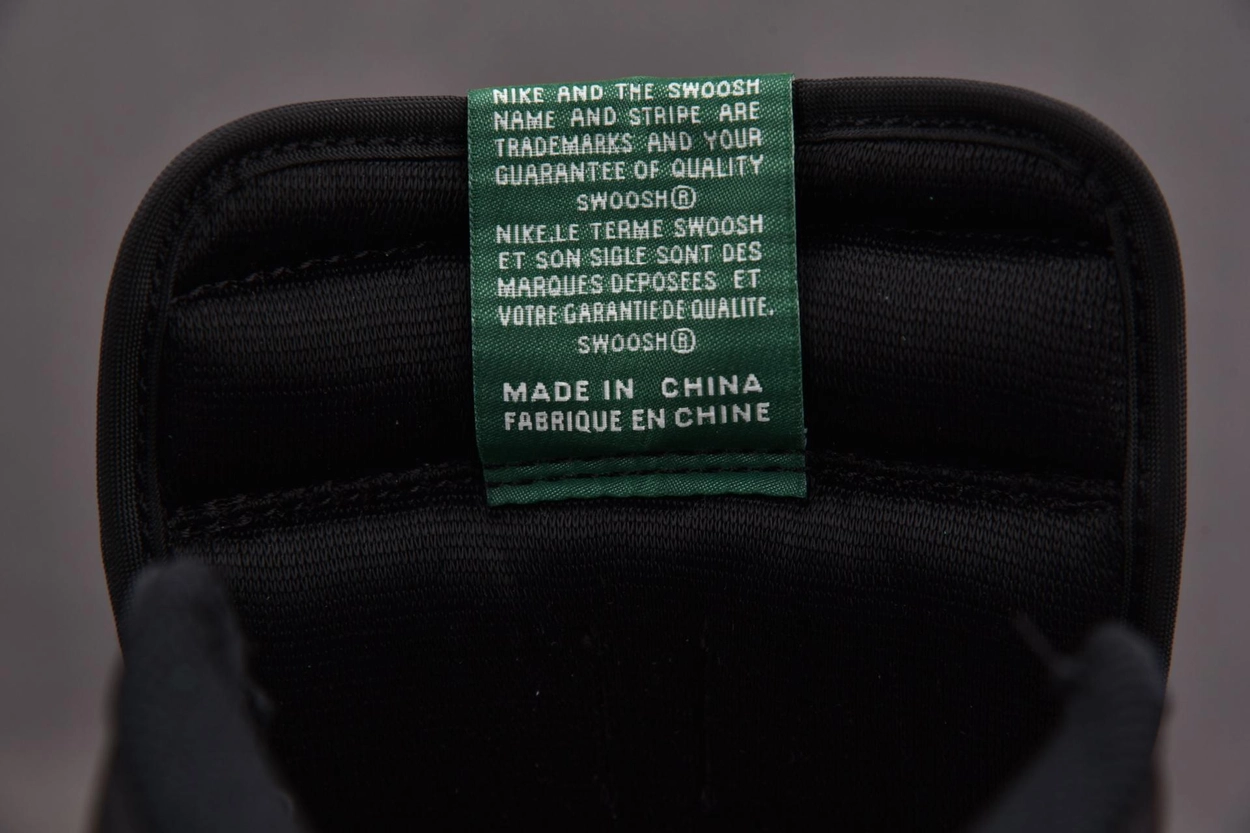 NIKE AND THE SWOOSH
NAME AND STRIPE ARE
TRADEMARKS AND YOUR
GUARANTEE OF QUALITY
SWOOSH®
NIKE.LE TERME SWOOSH
ET SON SIGLE SONT DES
MARQUES DEPOSEES ET
VOTRE GARANTIE DE QUALITE.
SWOOSH®
MADE IN CHINA
FABRIQUE EN CHINE